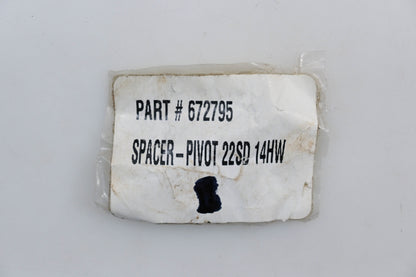 PART # 672795
SPACER-PIVOT 22SD 14HW